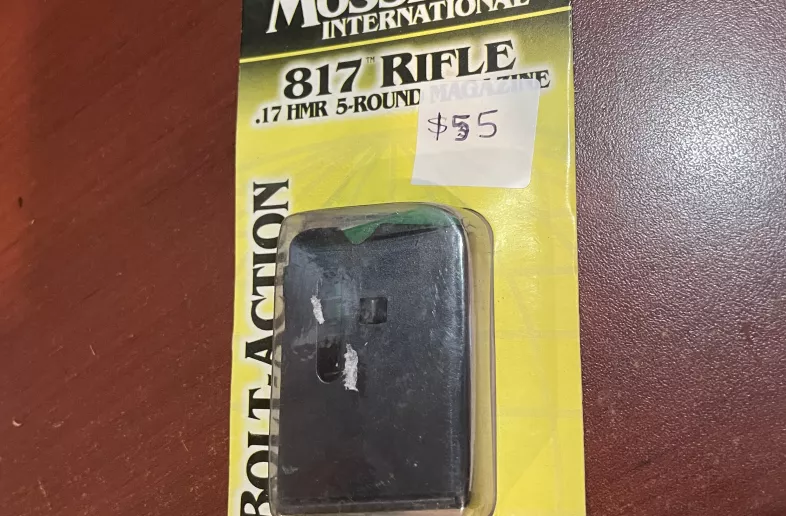 INTERNATIONAL
817™ RIFLE
.17 HMR 5-ROUND MAGAZINE
$55
BOLT-ACTION